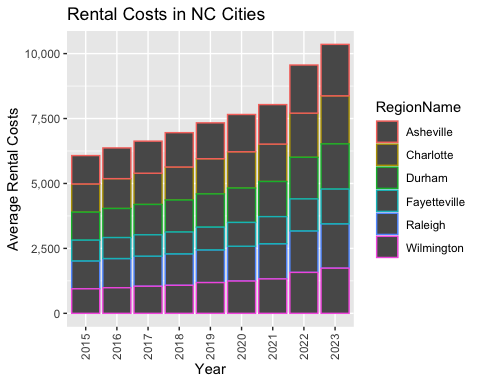 Rental Costs in NC Cities
Average Rental Costs
10,000
7,500
5,000
2,500
0
2015
2016
2017
2018
2019
2020
2021
2022
2023
Year
RegionName
Asheville
Charlotte
Durham
Fayetteville
Raleigh
Wilmington